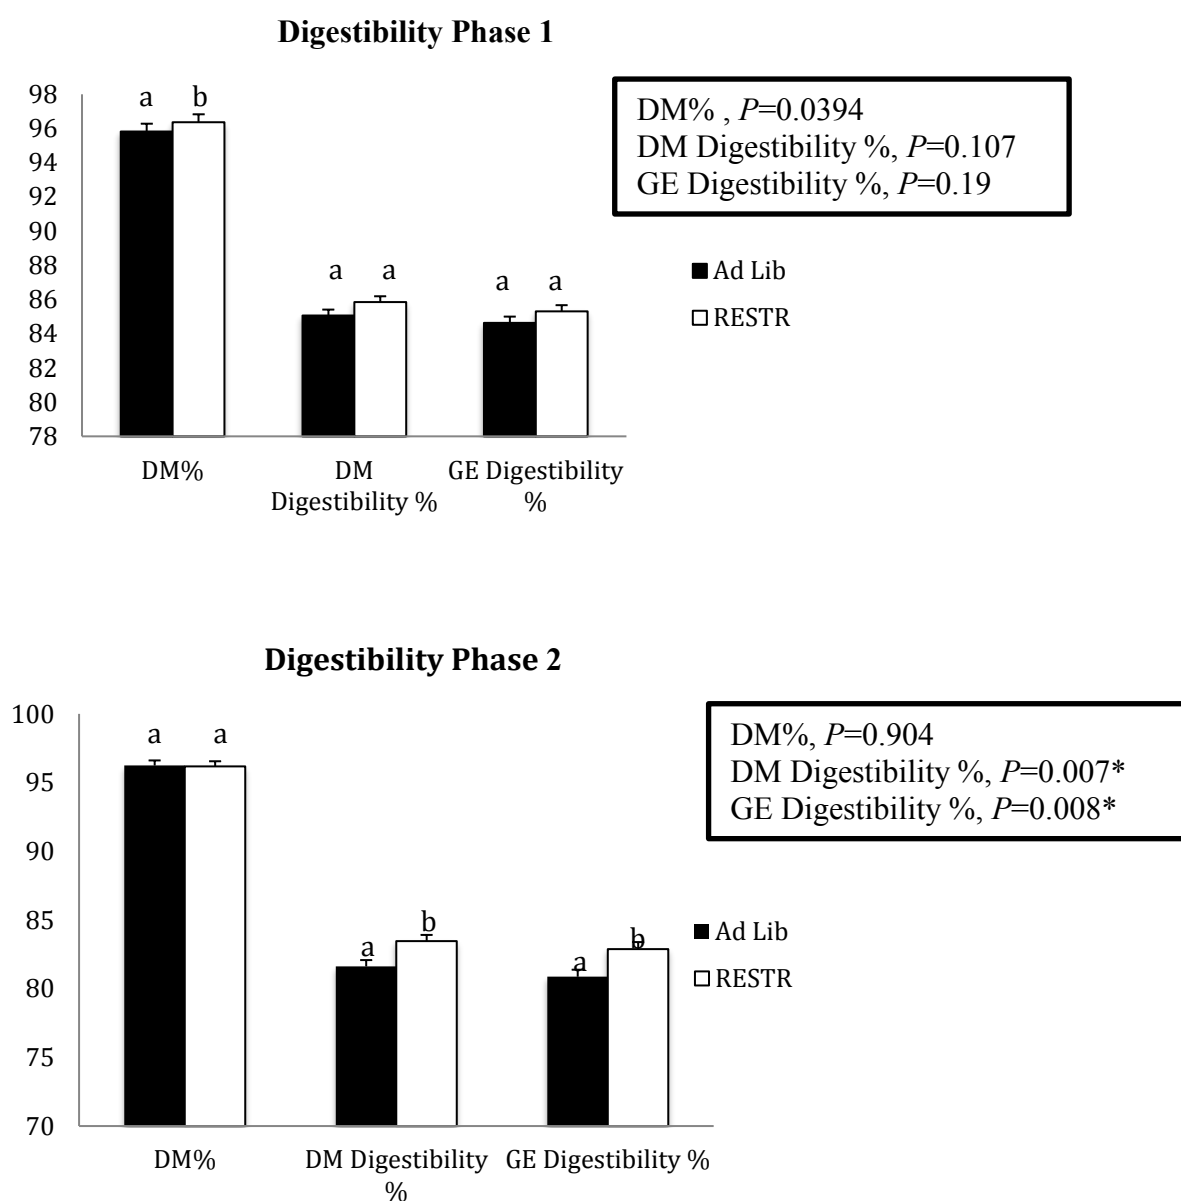 Digestibility Phase 1
98
96
94
92
90
88
86
84
82
80
78
a b
a a
a a
DM%
DM
Digestibility %
GE Digestibility
%
DM% , P=0.0394
DM Digestibility %, P=0.107
GE Digestibility %, P=0.19
Ad Lib
RESTR
Digestibility Phase 2
100
95
90
85
80
75
70
a a
a b
a b
DM%
DM Digestibility
%
GE Digestibility %
DM%, P=0.904
DM Digestibility %, P=0.007*
GE Digestibility %, P=0.008*
Ad Lib
RESTR